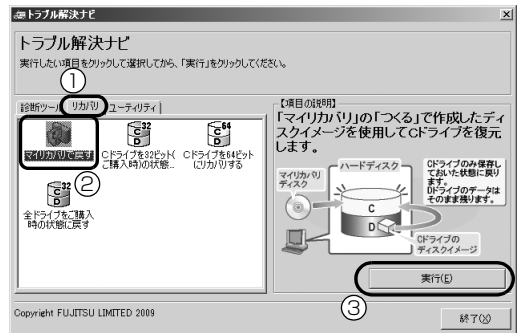 トラブル解決ナビ
トラブル解決ナビ
実行したい項目をクリックして選択してから、「実行」をクリックしてください。
①
診断ツール リカバリ ユーティリティ
マイリカバリで戻す
②
32
C
D
Cドライブを32ビット(
ご購入時)の状態...
64
C
D
Cドライブを64ビット
にリカバリする
32
C
D
全ドライブをご購入
時の状態に戻す
【項目の説明】
「マイリカバリ」の「つくる」で作成したディ
スクイメージを使用してCドライブを復元
します。
ハードディスク
マイリカバリ
ディスク
Cドライブのみ保存し
ておいた状態に戻り
ます。
Dドライブのデータは
そのまま残ります。
C
D
Cドライブの
ディスクイメージ
実行(E)
③
Copyright FUJITSU LIMITED 2009
終了(X)